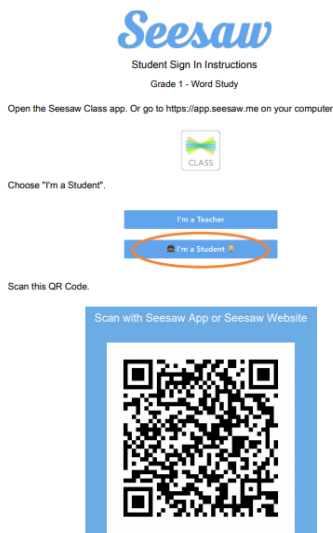 Seesaw
Student Sign In Instructions
Grade 1 - Word Study
Open the Seesaw Class app. Or go to https://app.seesaw.me on your computer
CLASS
Choose "I'm a Student".
I'm a Teacher
I'm a Student
Scan this QR Code.
Scan with Seesaw App or Seesaw Website